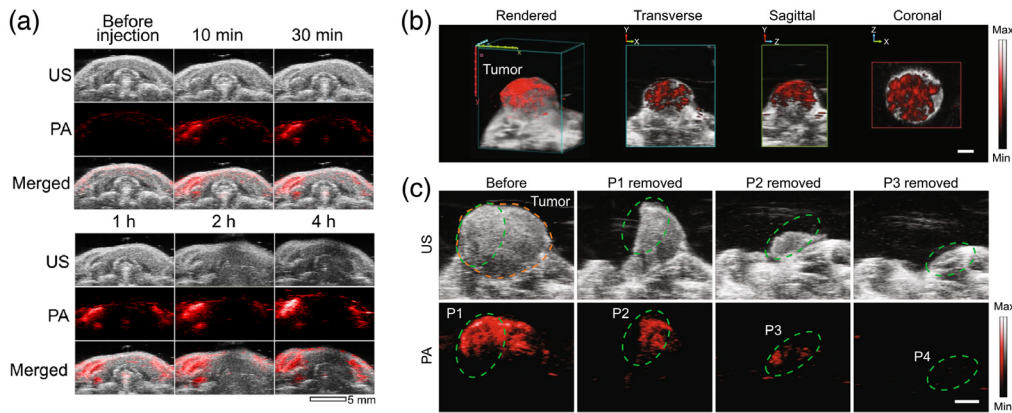 (a)
Before injection
10 min
30 min
US
PA
Merged
1 h
2 h
4 h
US
PA
Merged
5 mm
(b)
Rendered
Transverse
Sagittal
Coronal
Tumor
Y
X
Y
Z
Z
X
Max
Min
(c)
Before
P1 removed
P2 removed
P3 removed
US
Tumor
PA
P1
P2
P3
P4
Max
Min